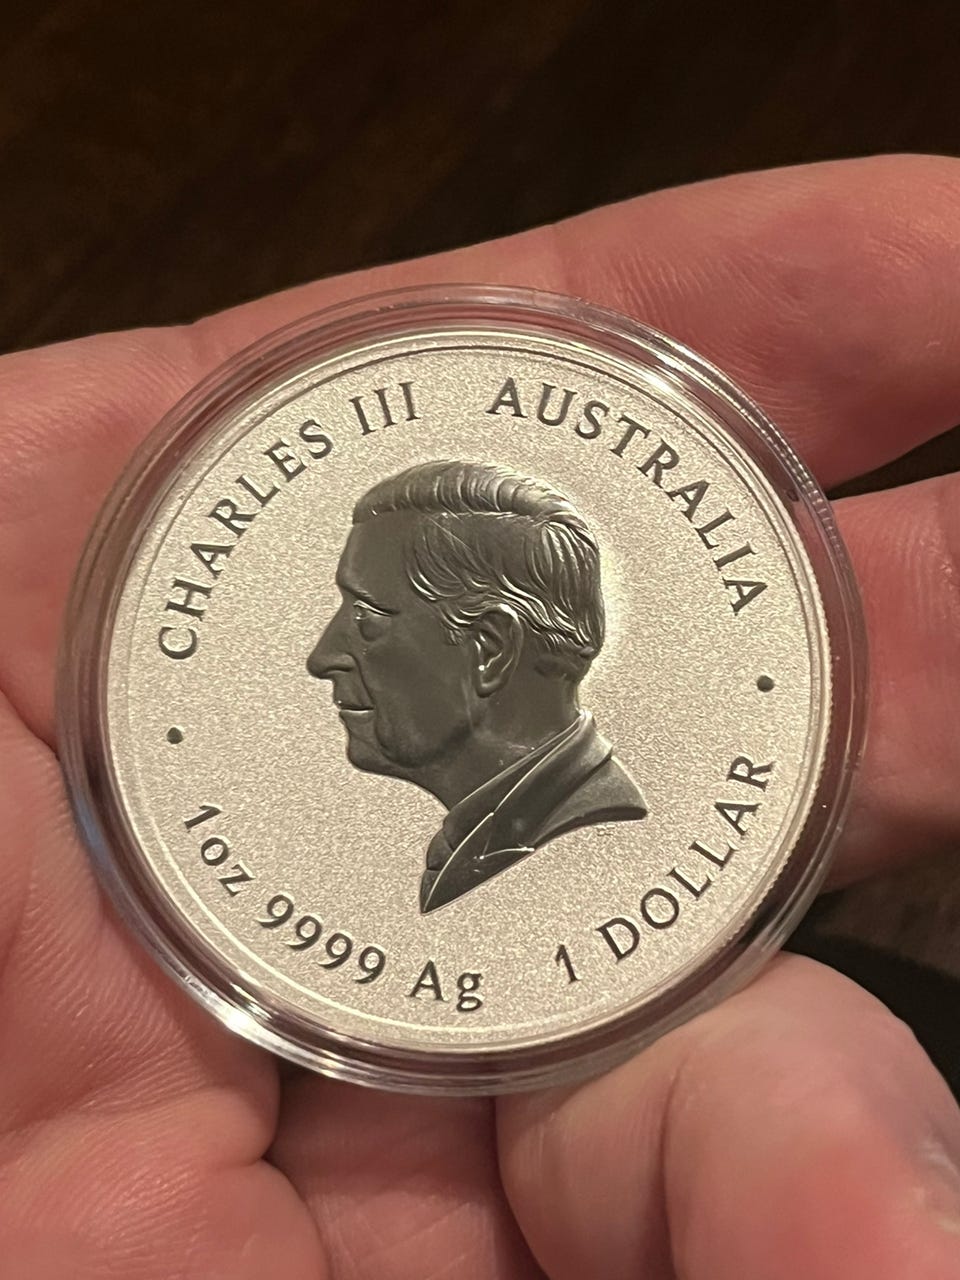 CHARLES III AUSTRALIA
1oz 9999 Ag 1 DOLLAR